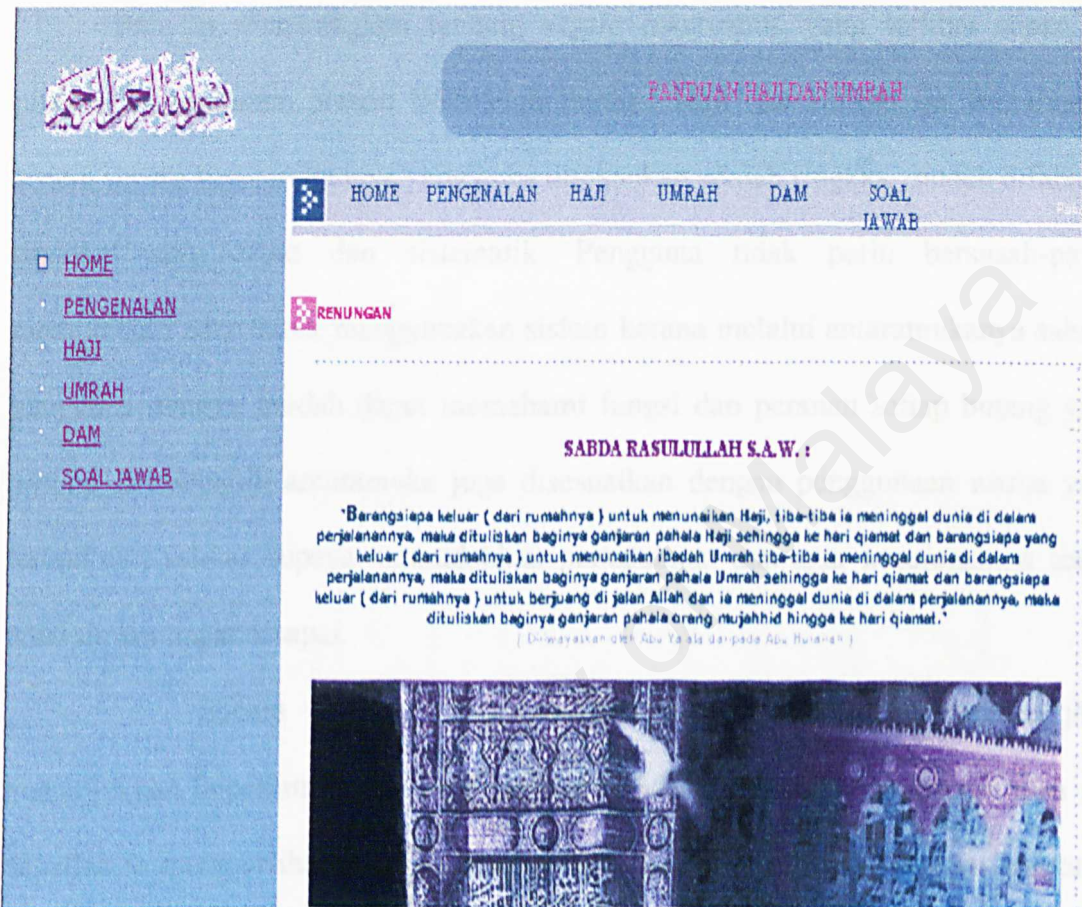 بسم الله الرحمن الرحيم
PANDUAN HAJI DAN UMRAH
HOME PENGENALAN HAJI UMRAH DAM SOAL JAWAB
HOME
PENGENALAN
HAJI
UMRAH
DAM
SOAL JAWAB
RENUNGAN
SABDA RASULULLAH S.A.W. :
"Barangsiapa keluar ( dari rumahnya ) untuk menunaikan Haji, tiba-tiba ia meninggal dunia di dalam
perjalanannya, maka dituliskan baginya ganjaran pahala Haji sehingga ke hari qiamat dan barangsiapa yang
keluar ( dari rumahnya ) untuk menunaikan ibadah Umrah tiba-tiba ia meninggal dunia di dalam
perjalanannya, maka dituliskan baginya ganjaran pahala Umrah sehingga ke hari qiamat dan barangsiapa
keluar ( dari rumahnya ) untuk berjuang di jalan Allah dan ia meninggal dunia di dalam perjalanannya, maka
dituliskan baginya ganjaran pahala orang mujahhid hingga ke hari qiamat."
( Diriwayatkan oleh Abu Ya'ala daripada Abu Hurairah )
of Malaya